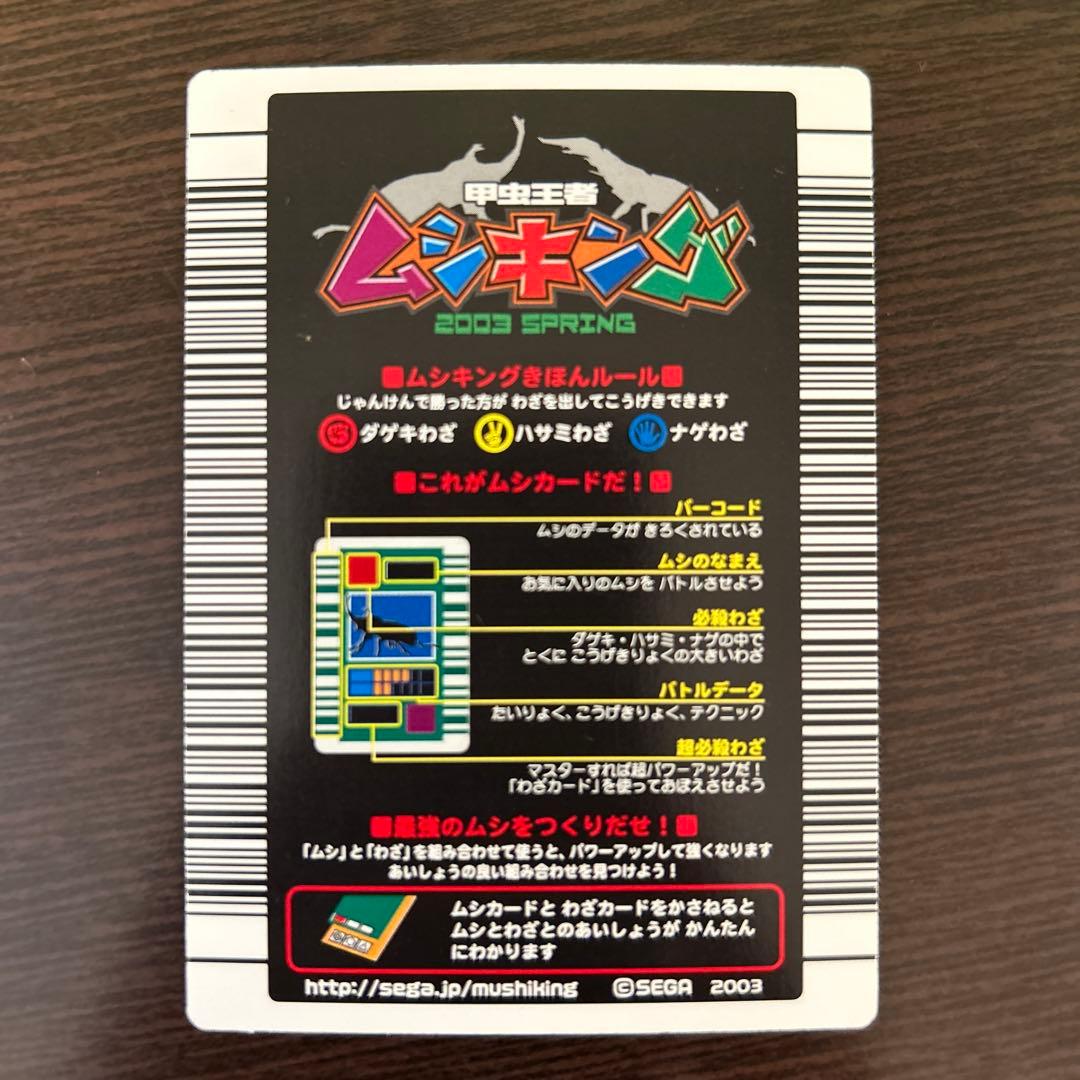 甲虫王者
ムシキング
2003 SPRING
ムシキングきほんルール
じゃんけんで勝った方が わざを出してこうげきできます
ダゲキわざ ハサミわざ ナゲわざ
これがムシカードだ!
バーコード
ムシのデータが きろくされている
ムシのなまえ
お気に入りのムシを バトルさせよう
必殺わざ
ダゲキ・ハサミ・ナゲの中で
とくに こうげきりょくの大きいわざ
バトルデータ
たいりょく、こうげきりょく、テクニック
超必殺わざ
マスターすれば超パワーアップだ!
「わざカード」を使っておぼえさせよう
最強のムシをつくりだせ!
「ムシ」と「わざ」を組み合わせて使うと、パワーアップして強くなります
あいしょうの良い組み合わせを見つけよう!
ムシカードと わざカードをかさねると
ムシとわざとのあいしょうが かんたん
にわかります
http://sega.jp/mushiking ©SEGA 2003